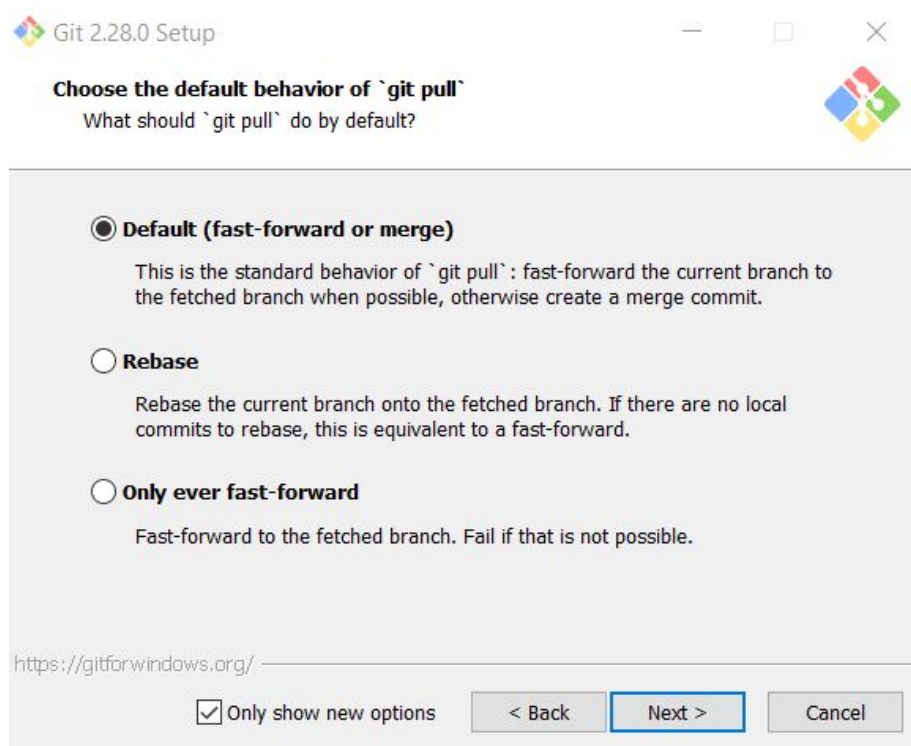 Git 2.28.0 Setup
Choose the default behavior of `git pull`
What should `git pull` do by default?
Default (fast-forward or merge)
This is the standard behavior of `git pull`: fast-forward the current branch to
the fetched branch when possible, otherwise create a merge commit.
Rebase
Rebase the current branch onto the fetched branch. If there are no local
commits to rebase, this is equivalent to a fast-forward.
Only ever fast-forward
Fast-forward to the fetched branch. Fail if that is not possible.
https://gitforwindows.org/
Only show new options
< Back
Next >
Cancel